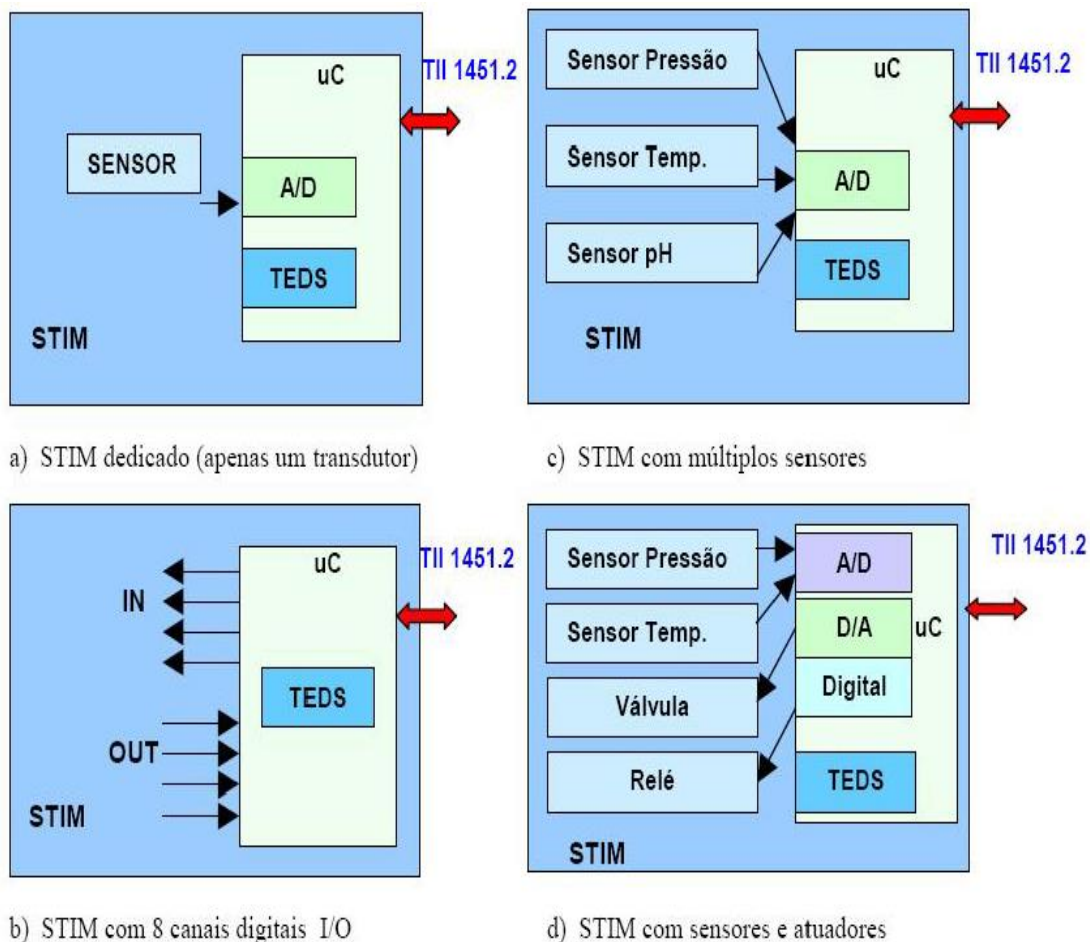 uC
TII 1451.2
SENSOR
A/D
TEDS
STIM
a) STIM dedicado (apenas um transdutor)
Sensor Pressão
uC
TII 1451.2
Sensor Temp.
A/D
Sensor pH
TEDS
STIM
c) STIM com múltiplos sensores
uC
TII 1451.2
IN
TEDS
OUT
STIM
b) STIM com 8 canais digitais I/O
Sensor Pressão
A/D
TII 1451.2
Sensor Temp.
D/A
uC
Digital
Válvula
Relé
TEDS
STIM
d) STIM com sensores e atuadores